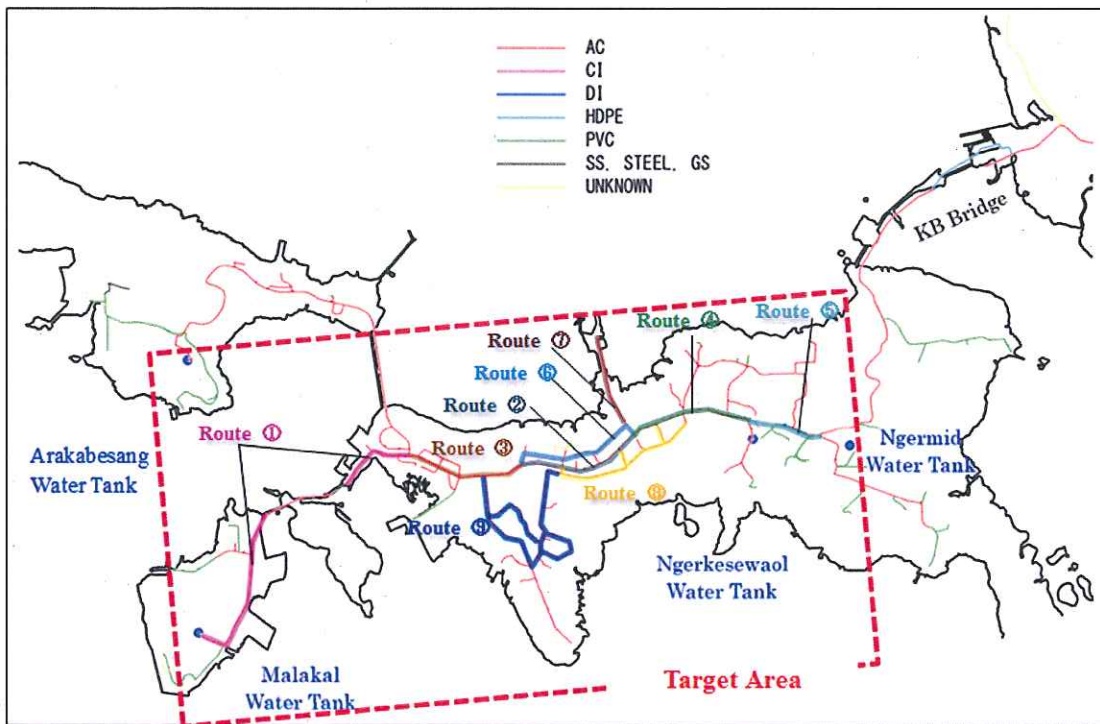 AC
CI
DI
HDPE
PVC
SS, STEEL, GS
UNKNOWN
KB Bridge
Route ④
Route ⑤
Route ⑦
Route ⑥
Route ②
Route ①
Route ③
Arakabesang
Water Tank
Ngermid
Water Tank
Route ⑧
Route ⑨
Ngerkesewaol
Water Tank
Malakal
Water Tank
Target Area